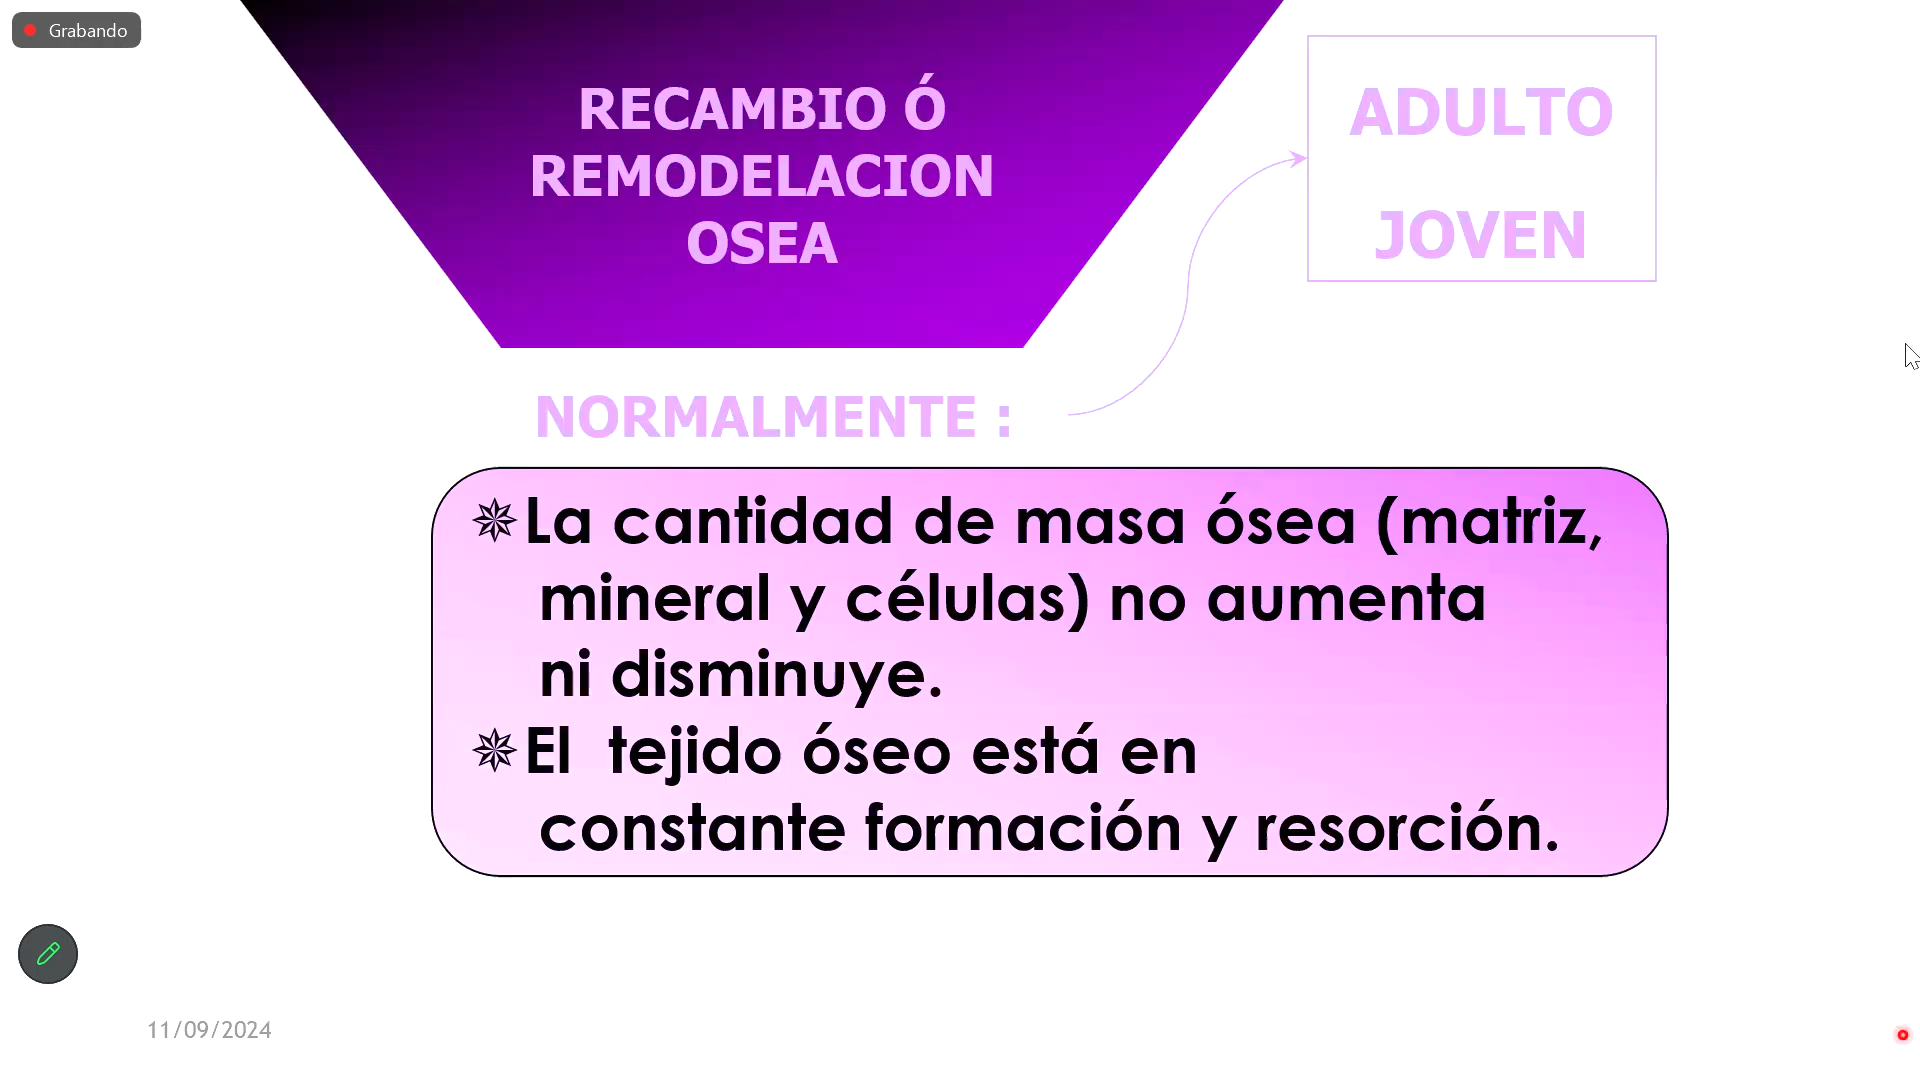 Grabando
RECAMBIO Ó
REMODELACION
OSEA
ADULTO
JOVEN
NORMALMENTE :
La cantidad de masa ósea (matriz,
mineral y células) no aumenta
ni disminuye.
El tejido óseo está en
constante formación y resorción.
11/09/2024